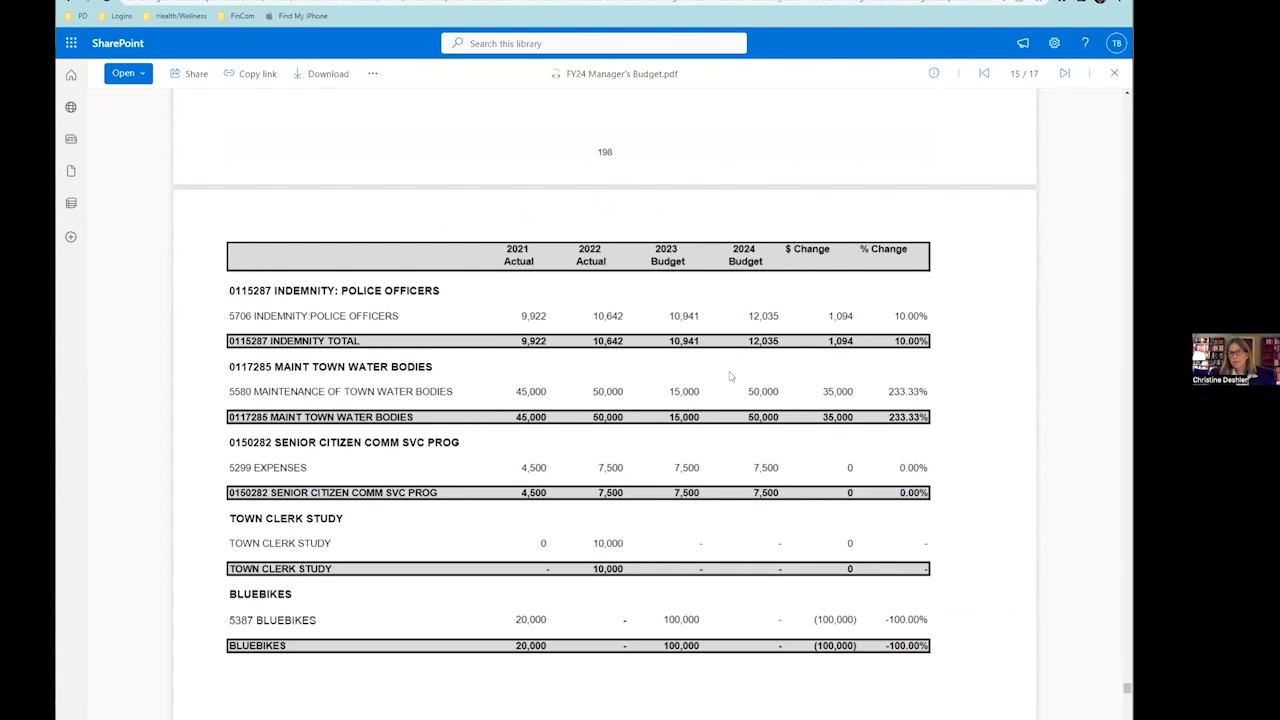 PD Logins Health/Wellness FinCom Find My iPhone
SharePoint Search this library ? TB
Open Share Copy link Download ... FY24 Manager's Budget.pdf 15 / 17
198
2021 Actual 2022 Actual 2023 Budget 2024 Budget $ Change % Change
0115287 INDEMNITY: POLICE OFFICERS
5706 INDEMNITY:POLICE OFFICERS 9,922 10,642 10,941 12,035 1,094 10.00%
0115287 INDEMNITY TOTAL 9,922 10,642 10,941 12,035 1,094 10.00%
0117285 MAINT TOWN WATER BODIES
5580 MAINTENANCE OF TOWN WATER BODIES 45,000 50,000 15,000 50,000 35,000 233.33%
0117285 MAINT TOWN WATER BODIES 45,000 50,000 15,000 50,000 35,000 233.33%
Christine Deshler
0150282 SENIOR CITIZEN COMM SVC PROG
5299 EXPENSES 4,500 7,500 7,500 7,500 0 0.00%
0150282 SENIOR CITIZEN COMM SVC PROG 4,500 7,500 7,500 7,500 0 0.00%
TOWN CLERK STUDY
TOWN CLERK STUDY 0 10,000 - - 0 -
TOWN CLERK STUDY - 10,000 - - 0 -
BLUEBIKES
5387 BLUEBIKES 20,000 - 100,000 - (100,000) -100.00%
BLUEBIKES 20,000 - 100,000 - (100,000) -100.00%